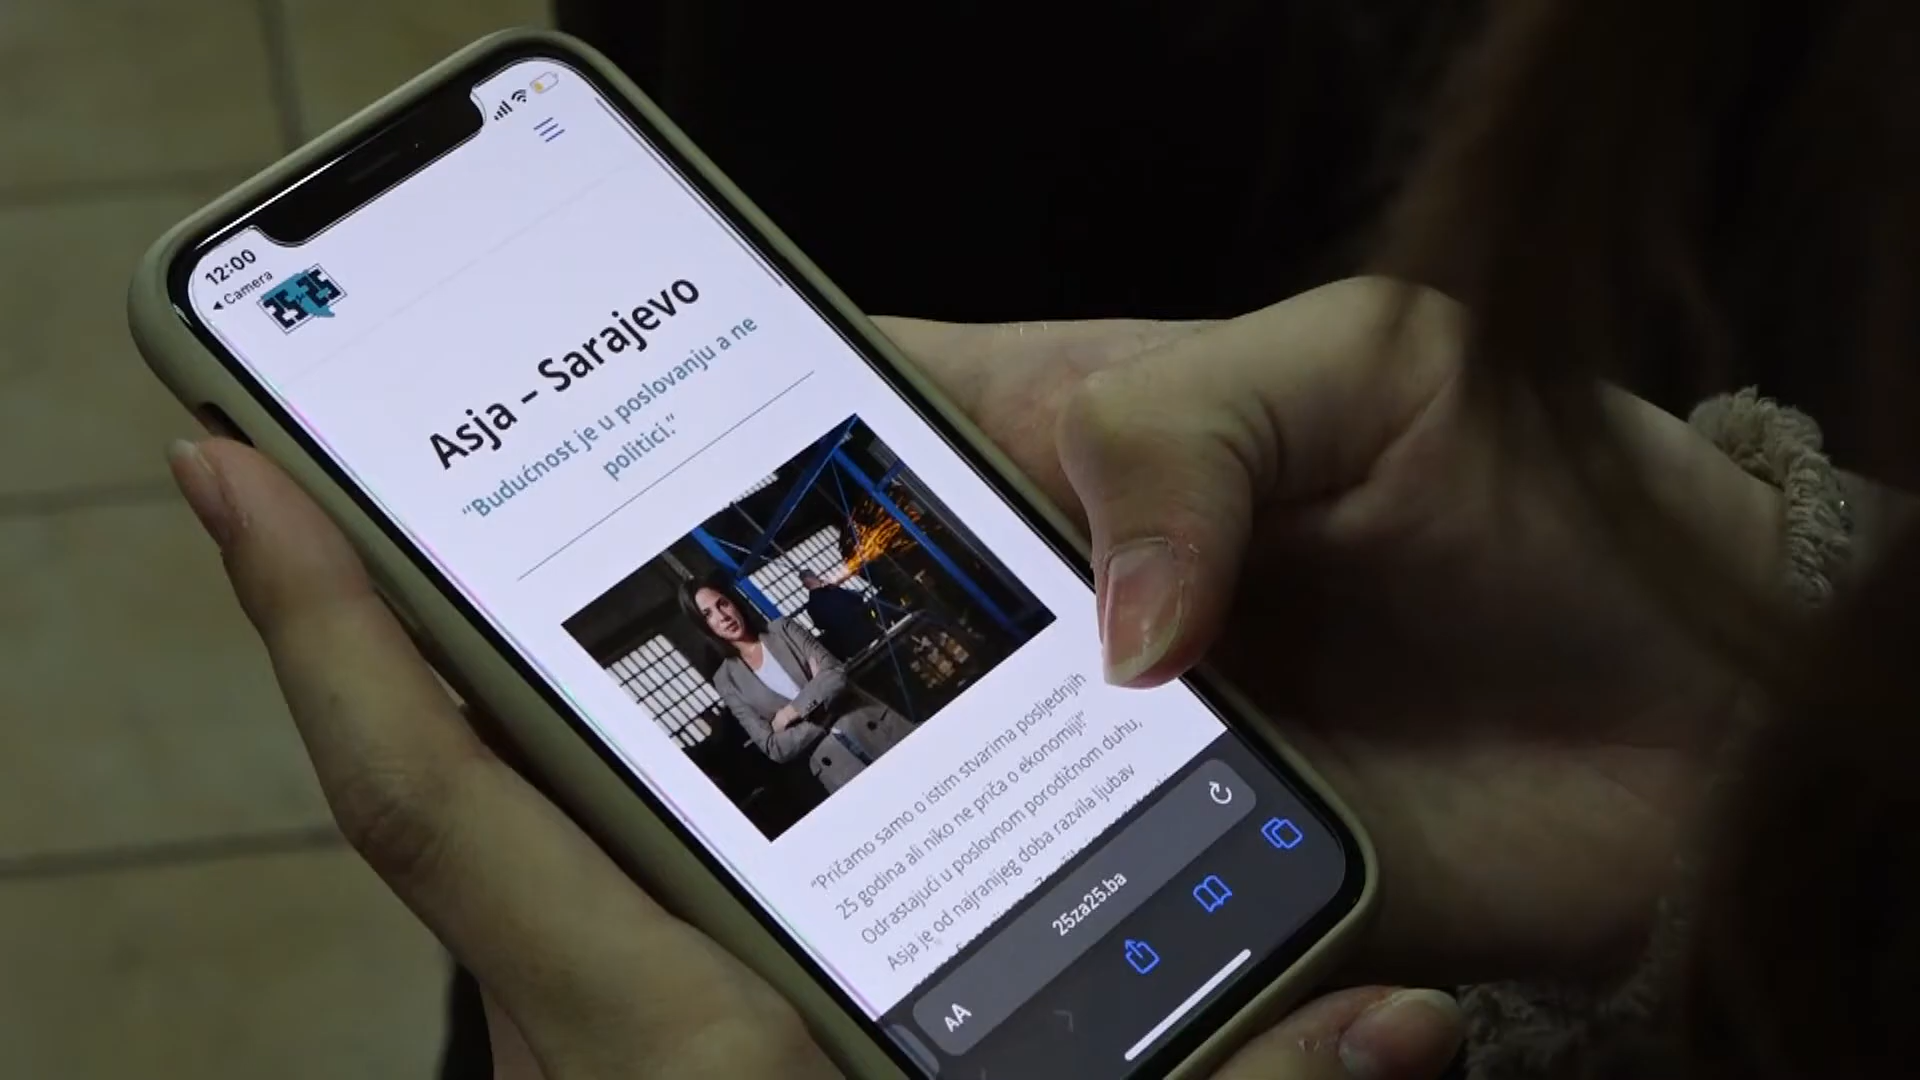 12:00
◀ Camera
25 za 25
Asja – Sarajevo
“Budućnost je u poslovanju a ne
politici.”
“Pričamo samo o istim stvarima posljednjih
25 godina ali niko ne priča o ekonomiji!”
Odrastajući u poslovnom porodičnom duhu,
Asja je od najranijeg doba razvila ljubav
25za25.ba
AA